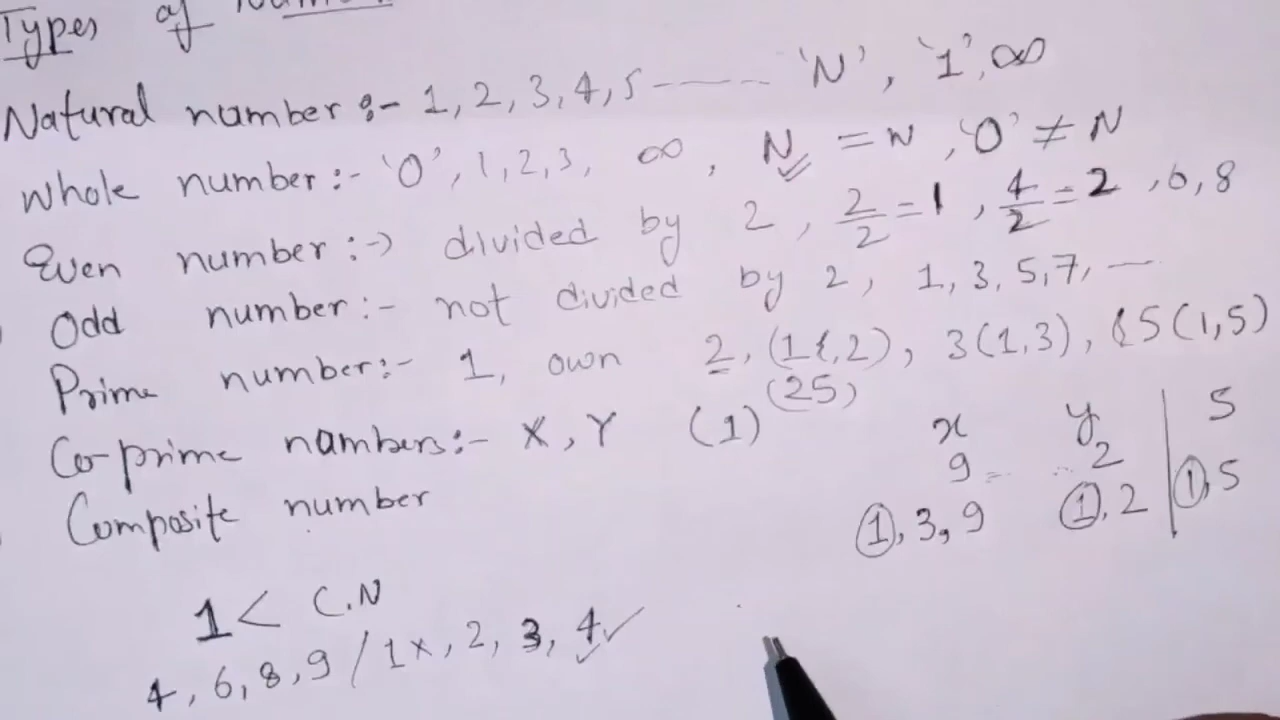 Types of Number
Natural number :- 1, 2, 3, 4, 5 ------- 'N', '1', ∞
Whole number :- '0', 1, 2, 3, ∞, N = W, '0' ≠ N
Even number :-> divided by 2, 2/2 = 1, 4/2 = 2, 6, 8
Odd number :- not divided by 2, 1, 3, 5, 7, ---
Prime number :- 1, own 2, (1, 2), 3(1, 3), 5(1, 5)
(25)
Co-prime numbers :- X, Y (1) x y 5
9 2
①, 3, 9 ①, 2 ①, 5
Composite number
1 < C.N
4, 6, 8, 9 / 1×, 2, 3, 4 ✓